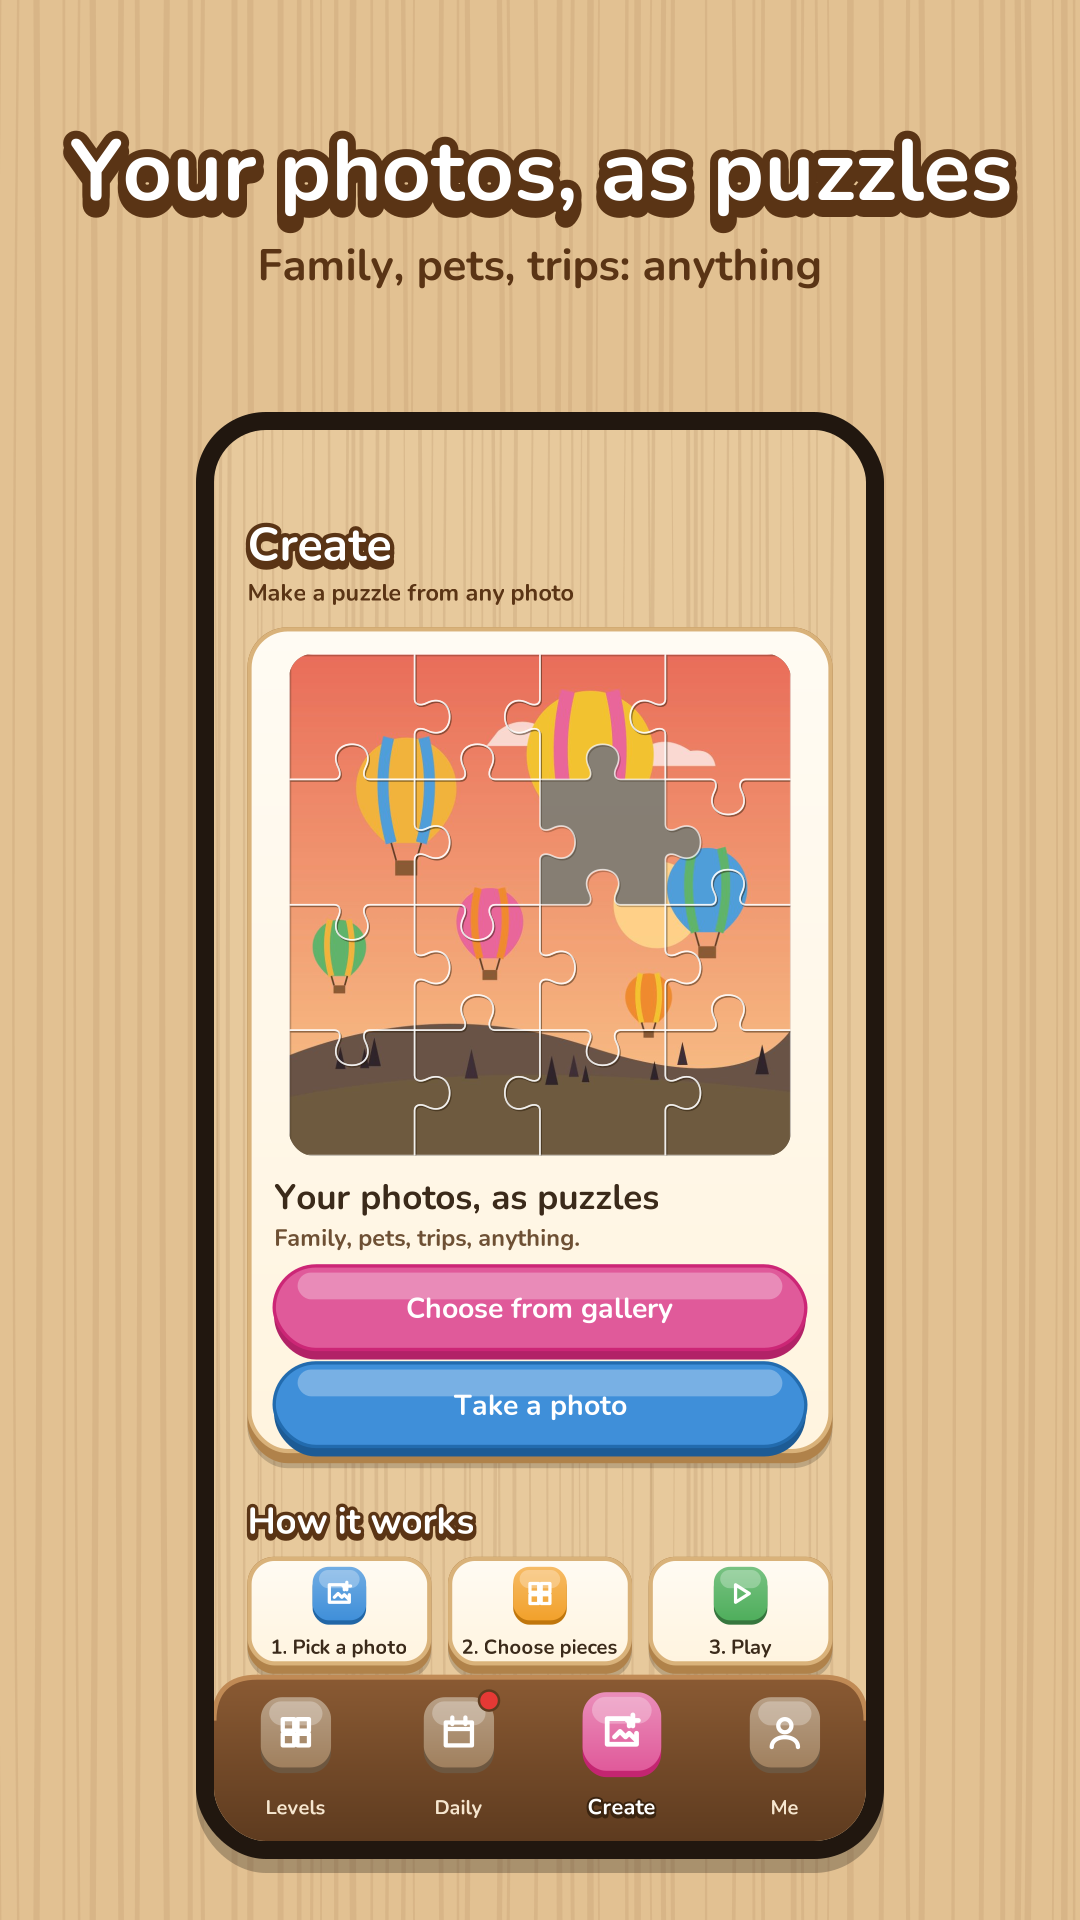 Your photos, as puzzles
Family, pets, trips: anything
Create
Make a puzzle from any photo
Your photos, as puzzles
Family, pets, trips, anything.
Choose from gallery
Take a photo
How it works
1. Pick a photo
2. Choose pieces
3. Play
Levels
Daily
Create
Me